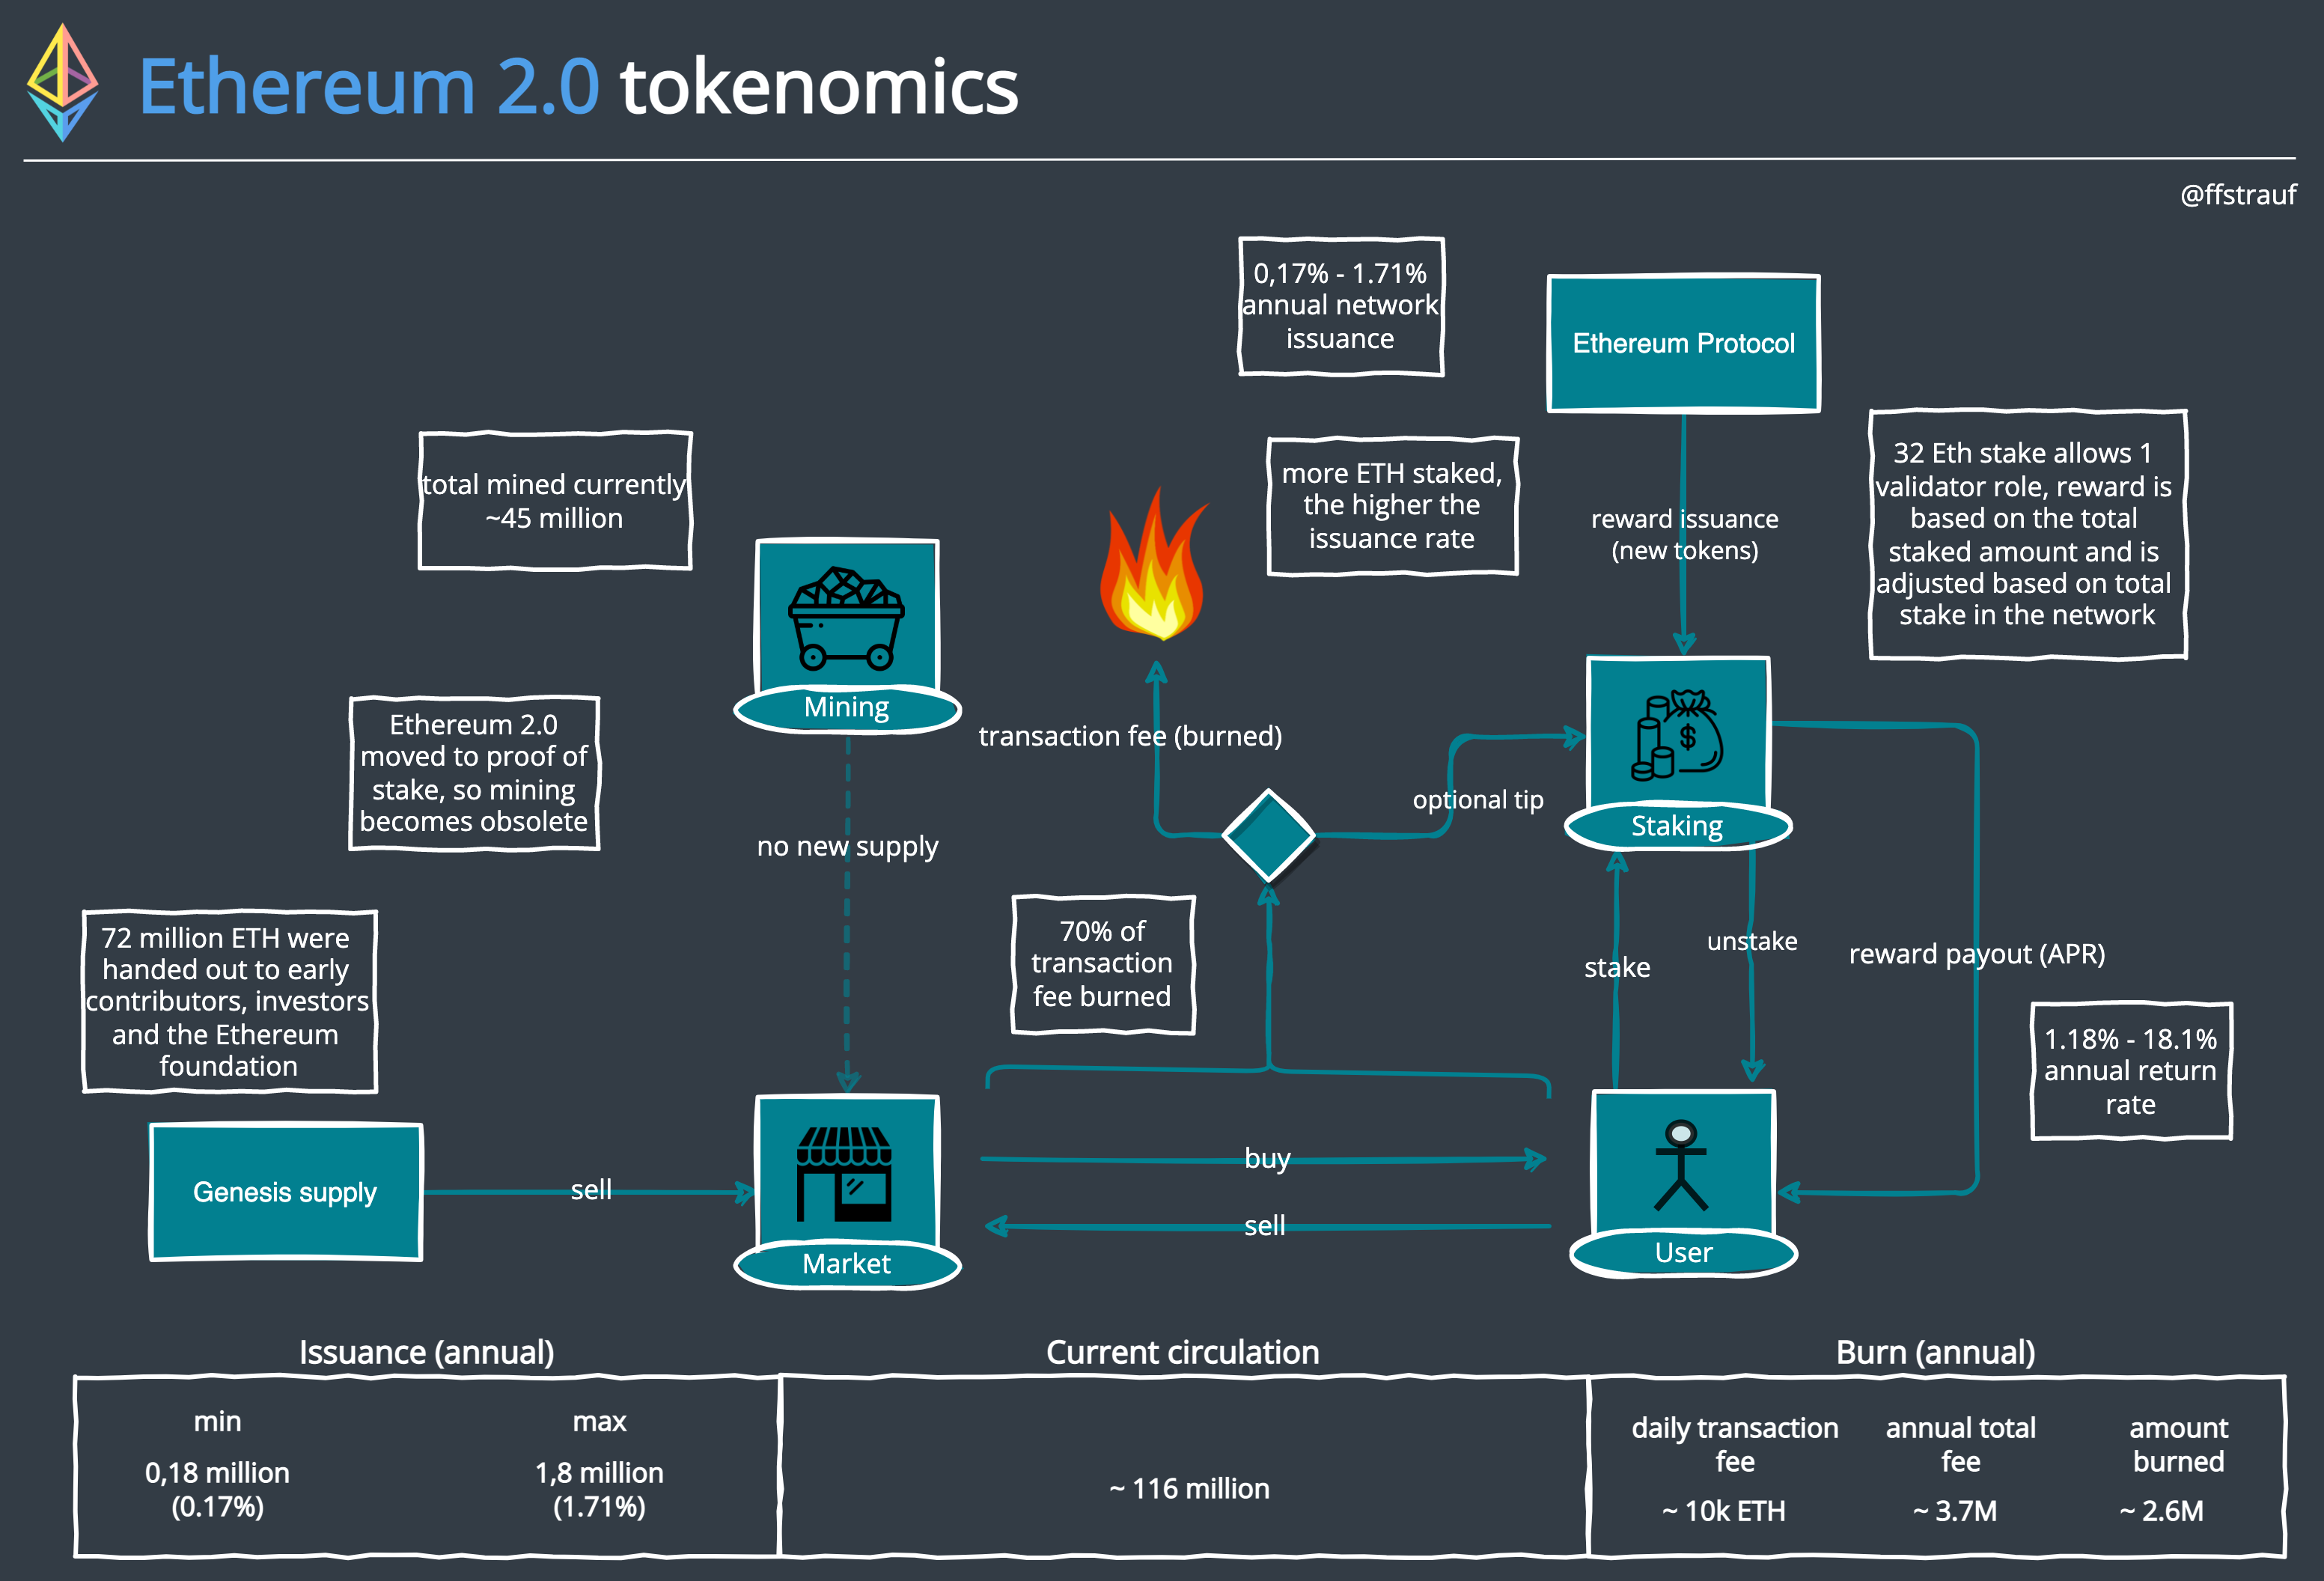 Ethereum 2.0 tokenomics
@ffstrauf
0,17% - 1.71%
annual network
issuance
Ethereum Protocol
total mined currently
~45 million
more ETH staked,
the higher the
issuance rate
reward issuance
(new tokens)
32 Eth stake allows 1
validator role, reward is
based on the total
staked amount and is
adjusted based on total
stake in the network
Mining
Ethereum 2.0
moved to proof of
stake, so mining
becomes obsolete
transaction fee (burned)
optional tip
Staking
no new supply
72 million ETH were
handed out to early
contributors, investors
and the Ethereum
foundation
70% of
transaction
fee burned
stake
unstake
reward payout (APR)
1.18% - 18.1%
annual return
rate
Genesis supply
sell
Market
buy
sell
User
Issuance (annual)
min
0,18 million
(0.17%)
max
1,8 million
(1.71%)
Current circulation
~ 116 million
Burn (annual)
daily transaction
fee
~ 10k ETH
annual total
fee
~ 3.7M
amount
burned
~ 2.6M